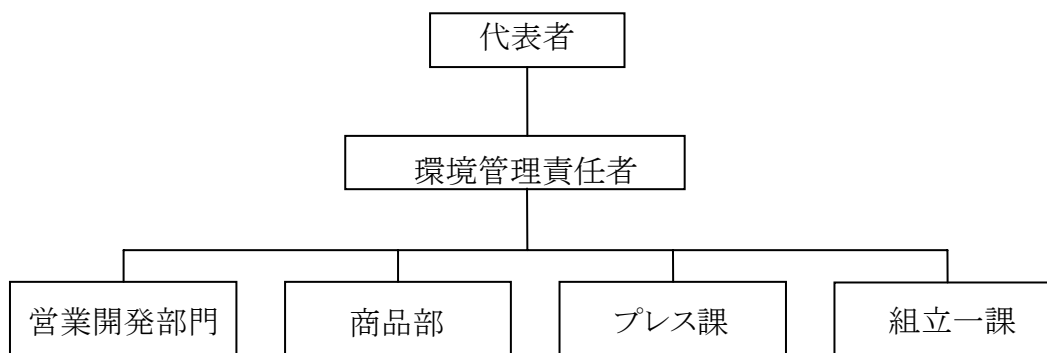 代表者
環境管理責任者
営業開発部門
商品部
プレス課
組立一課